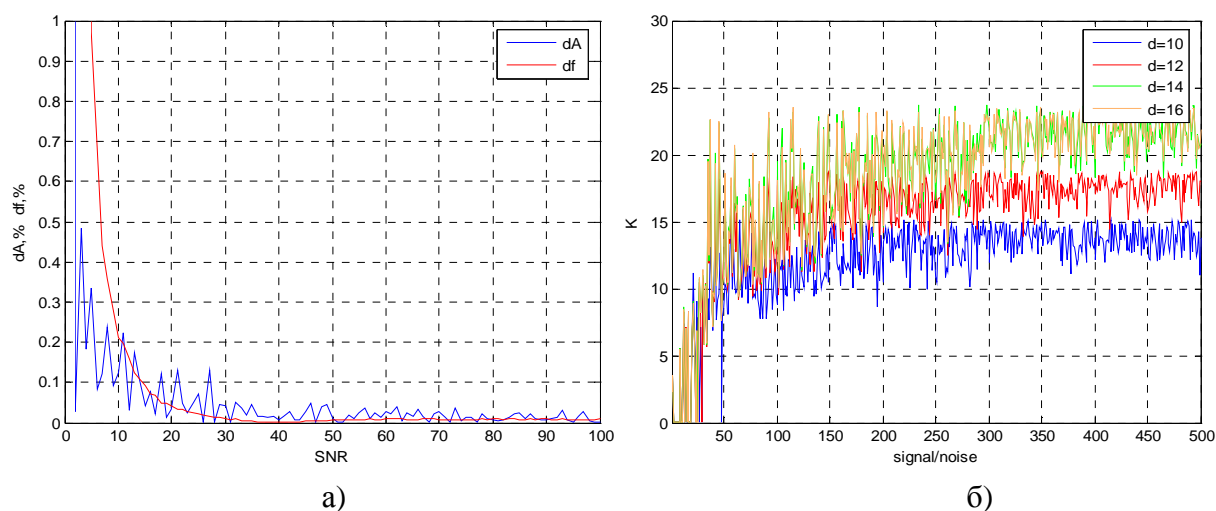 1
0.9
0.8
0.7
0.6
0.5
0.4
0.3
0.2
0.1
0
dA,% df,%
0 10 20 30 40 50 60 70 80 90 100
SNR
dA
df
а)
30
25
20
15
10
5
0
K
50 100 150 200 250 300 350 400 450 500
signal/noise
d=10
d=12
d=14
d=16
б)